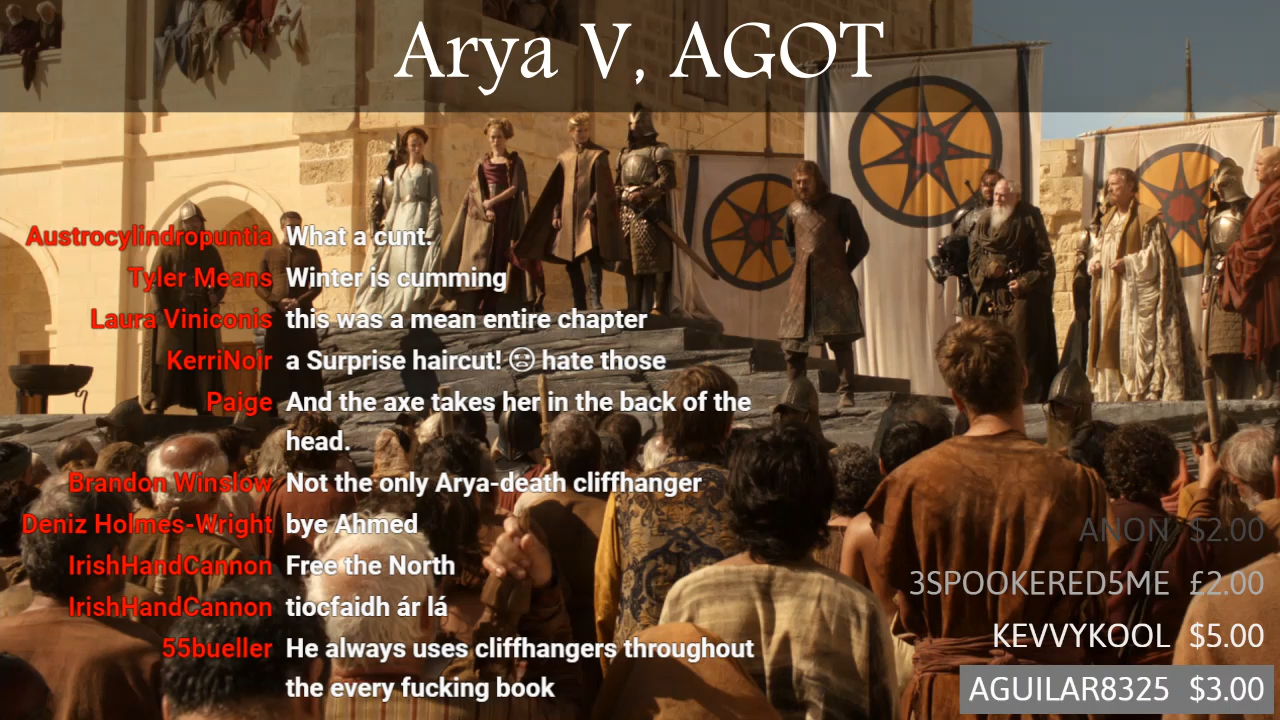 Arya V, AGOT
Austrocylindropuntia What a cunt.
Tyler Means Winter is cumming
Laura Viniconis this was a mean entire chapter
KerriNoir a Surprise haircut! 😨 hate those
Paige And the axe takes her in the back of the
head.
Brandon Winslow Not the only Arya-death cliffhanger
Deniz Holmes-Wright bye Ahmed
IrishHandCannon Free the North
IrishHandCannon tiocfaidh ár lá
55bueller He always uses cliffhangers throughout
the every fucking book
ANON $2.00
3SPOOKERED5ME £2.00
KEVVYKOOL $5.00
AGUILAR8325 $3.00